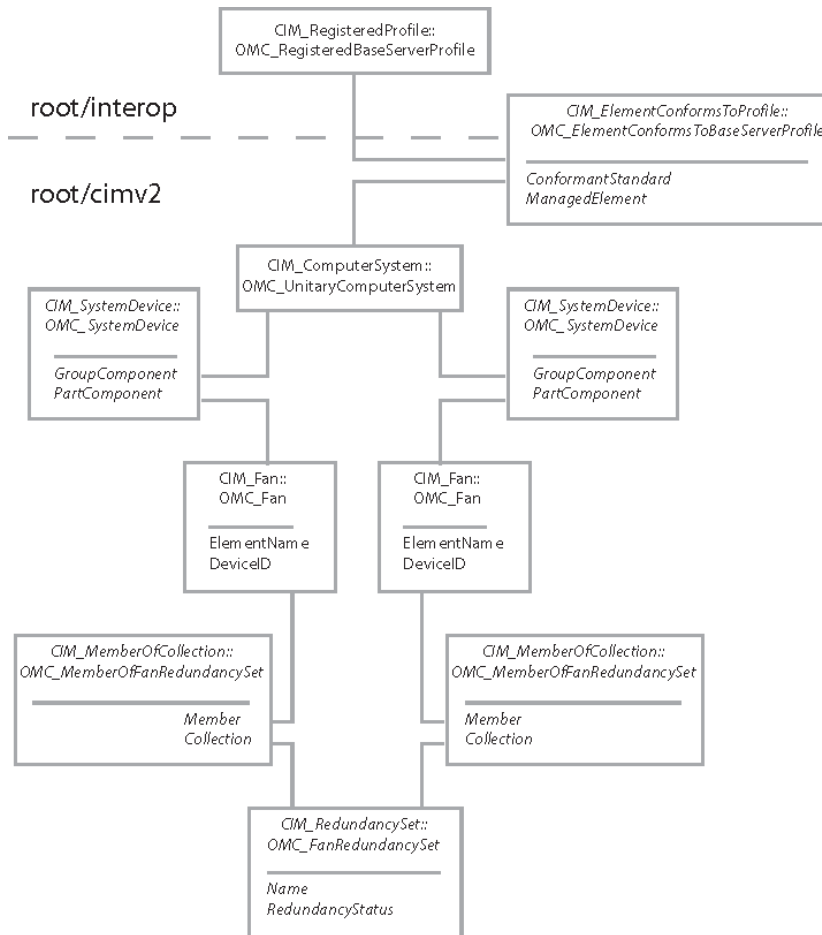 CIM_RegisteredProfile::
OMC_RegisteredBaseServerProfile
root/interop
CIM_ElementConformsToProfile::
OMC_ElementConformsToBaseServerProfile
ConformantStandard
ManagedElement
root/cimv2
CIM_ComputerSystem::
OMC_UnitaryComputerSystem
CIM_SystemDevice::
OMC_SystemDevice
GroupComponent
PartComponent
CIM_SystemDevice::
OMC_SystemDevice
GroupComponent
PartComponent
CIM_Fan::
OMC_Fan
ElementName
DeviceID
CIM_Fan::
OMC_Fan
ElementName
DeviceID
CIM_MemberOfCollection::
OMC_MemberOfFanRedundancySet
Member
Collection
CIM_MemberOfCollection::
OMC_MemberOfFanRedundancySet
Member
Collection
CIM_RedundancySet::
OMC_FanRedundancySet
Name
RedundancyStatus